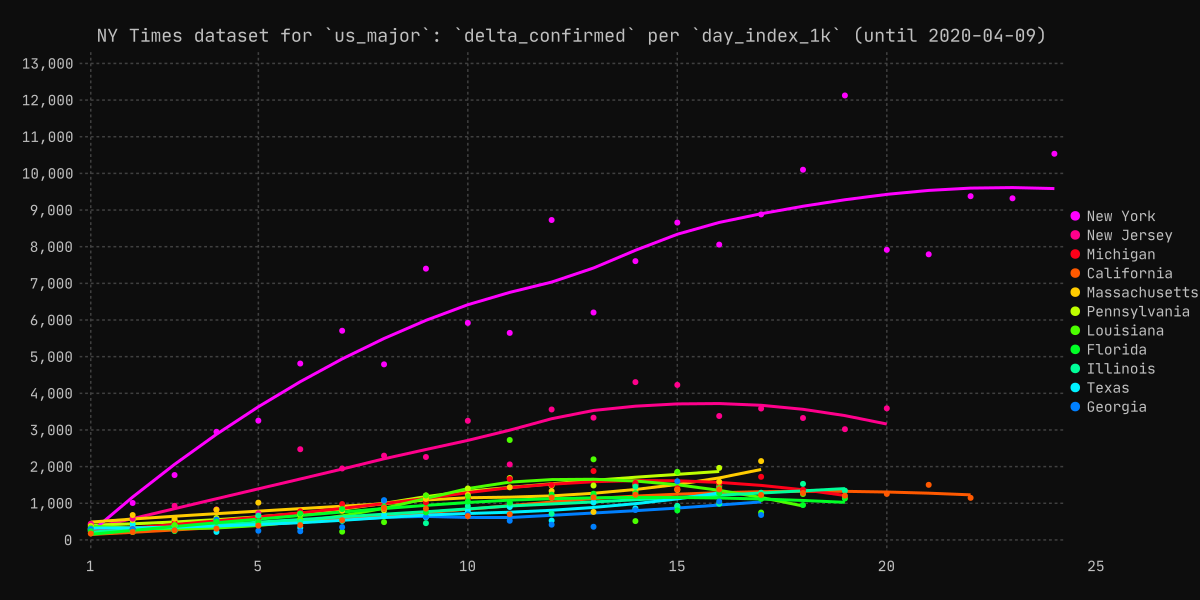 NY Times dataset for `us_major`: `delta_confirmed` per `day_index_1k` (until 2020-04-09)
13,000
12,000
11,000
10,000
9,000
8,000
7,000
6,000
5,000
4,000
3,000
2,000
1,000
0
1 5 10 15 20 25
New York
New Jersey
Michigan
California
Massachusetts
Pennsylvania
Louisiana
Florida
Illinois
Texas
Georgia